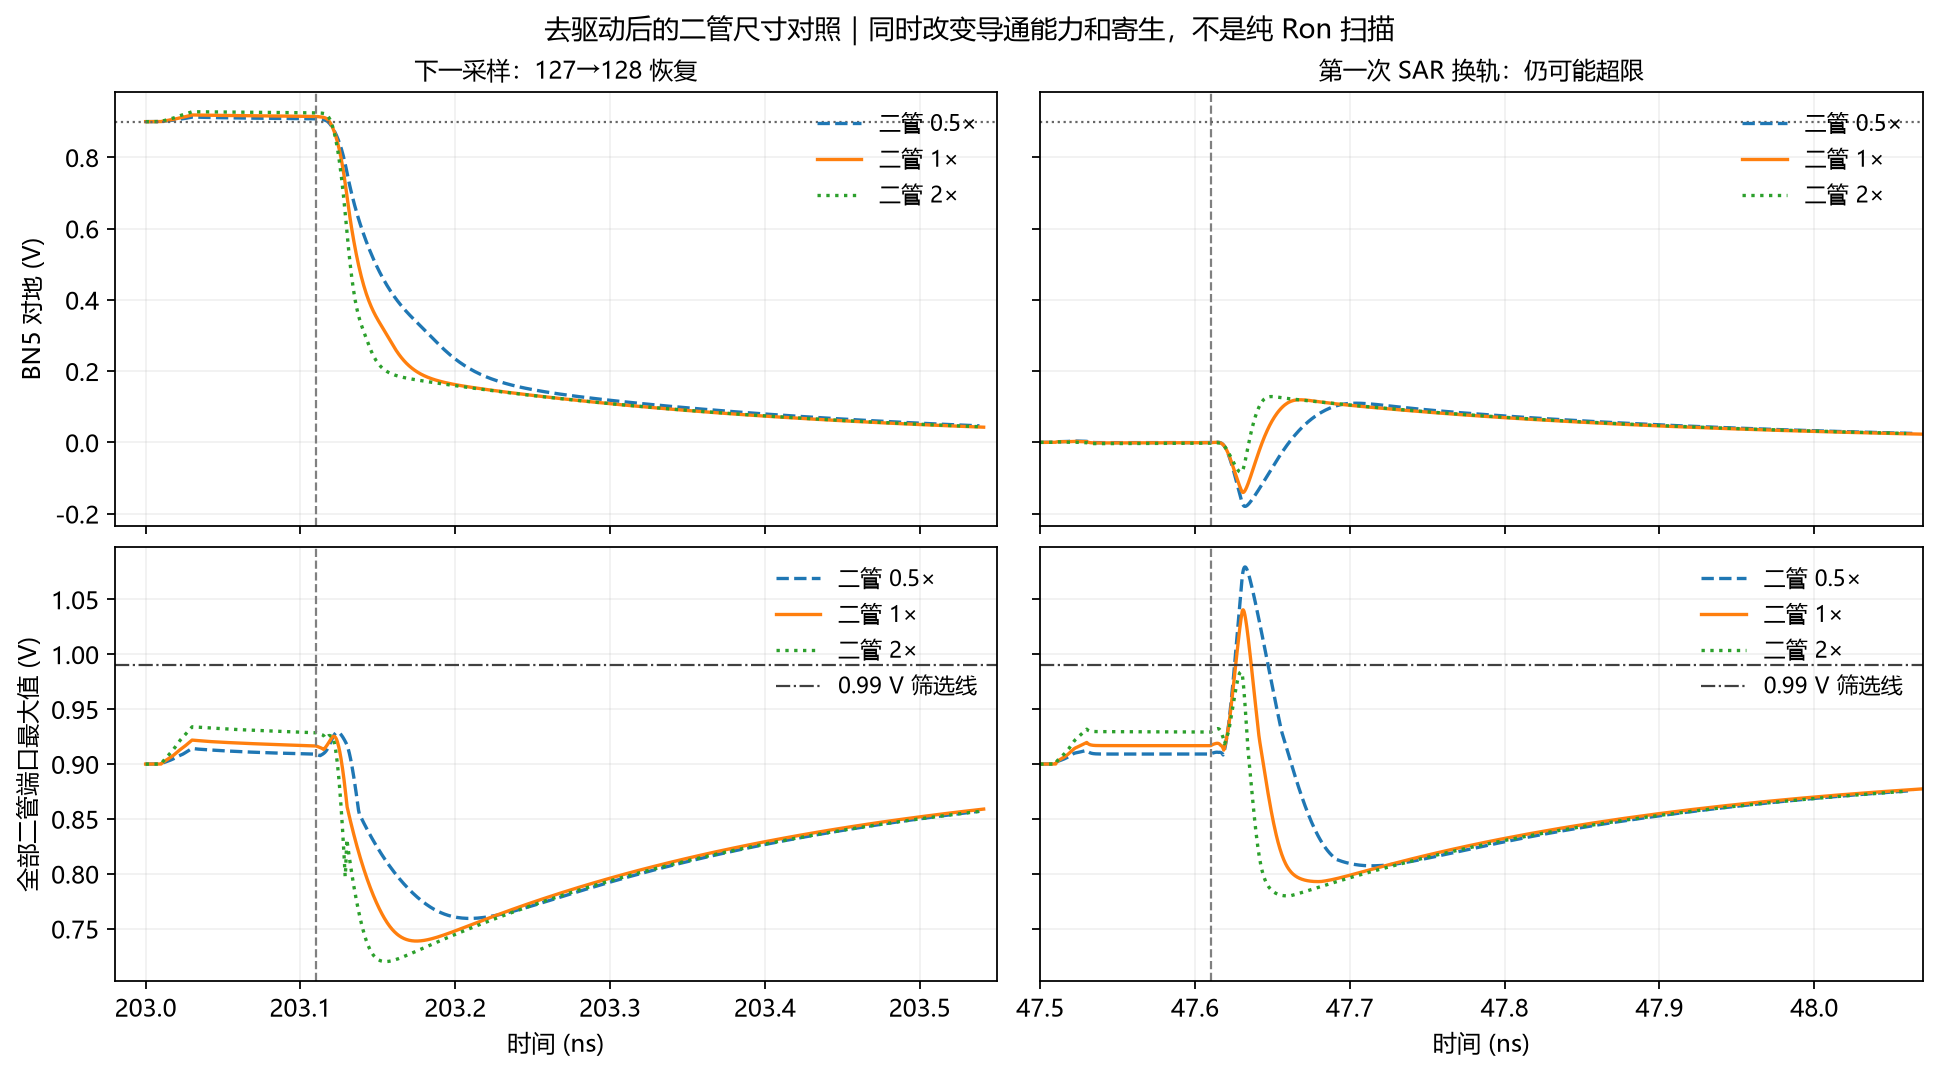 去驱动后的二管尺寸对照 | 同时改变导通能力和寄生，不是纯 Ron 扫描
下一采样：127→128 恢复
第一次 SAR 换轨：仍可能超限
BN5 对地 (V)
0.8
0.6
0.4
0.2
0.0
-0.2
二管 0.5×
二管 1×
二管 2×
二管 0.5×
二管 1×
二管 2×
全部二管端口最大值 (V)
1.05
1.00
0.95
0.90
0.85
0.80
0.75
二管 0.5×
二管 1×
二管 2×
0.99 V 筛选线
二管 0.5×
二管 1×
二管 2×
0.99 V 筛选线
203.0 203.1 203.2 203.3 203.4 203.5
47.5 47.6 47.7 47.8 47.9 48.0
时间 (ns)
时间 (ns)